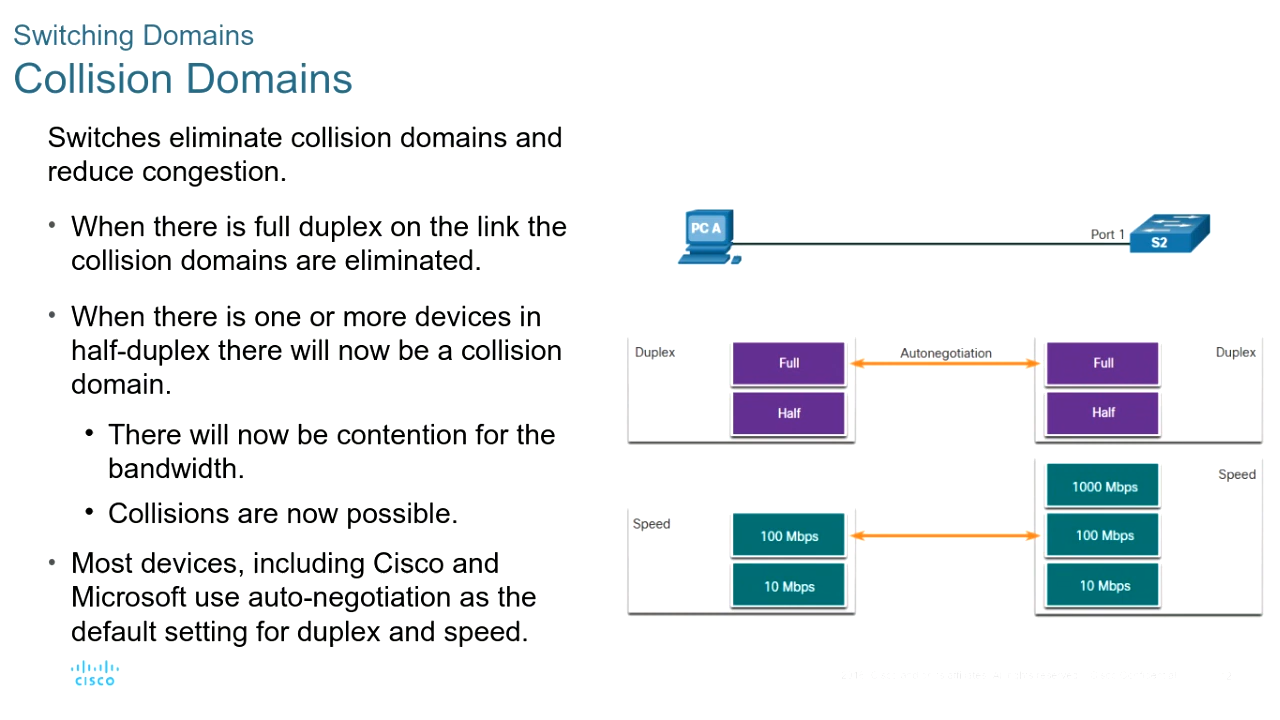 Switching Domains
Collision Domains
Switches eliminate collision domains and
reduce congestion.
• When there is full duplex on the link the
collision domains are eliminated.
• When there is one or more devices in
half-duplex there will now be a collision
domain.
• There will now be contention for the
bandwidth.
• Collisions are now possible.
• Most devices, including Cisco and
Microsoft use auto-negotiation as the
default setting for duplex and speed.
CISCO
PC A
Port 1
S2
Duplex
Full
Autonegotiation
Full
Duplex
Half
Half
Speed
1000 Mbps
Speed
100 Mbps
100 Mbps
10 Mbps
10 Mbps